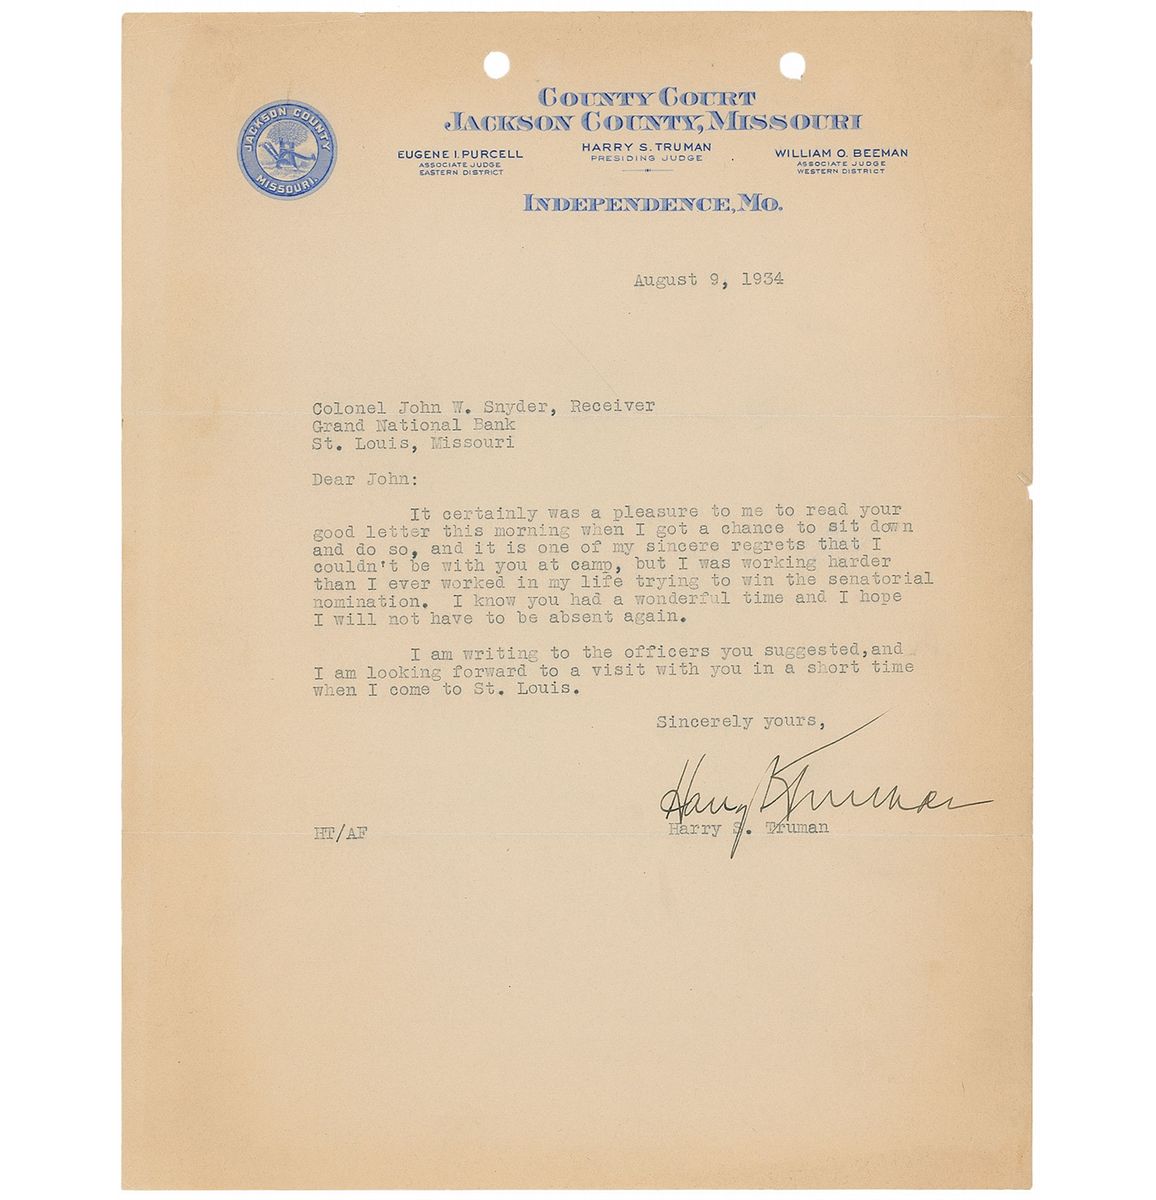 COUNTY COURT
JACKSON COUNTY, MISSOURI
JACKSON COUNTY
MISSOURI.
HARRY S. TRUMAN
PRESIDING JUDGE
EUGENE I. PURCELL
ASSOCIATE JUDGE
EASTERN DISTRICT
WILLIAM O. BEEMAN
ASSOCIATE JUDGE
WESTERN DISTRICT
INDEPENDENCE, MO.
August 9, 1934
Colonel John W. Snyder, Receiver
Grand National Bank
St. Louis, Missouri
Dear John:
It certainly was a pleasure to me to read your
good letter this morning when I got a chance to sit down
and do so, and it is one of my sincere regrets that I
couldn't be with you at camp, but I was working harder
than I ever worked in my life trying to win the senatorial
nomination. I know you had a wonderful time and I hope
I will not have to be absent again.
I am writing to the officers you suggested,and
I am looking forward to a visit with you in a short time
when I come to St. Louis.
Sincerely yours,
Harry S Truman
Harry S. Truman
HT/AF